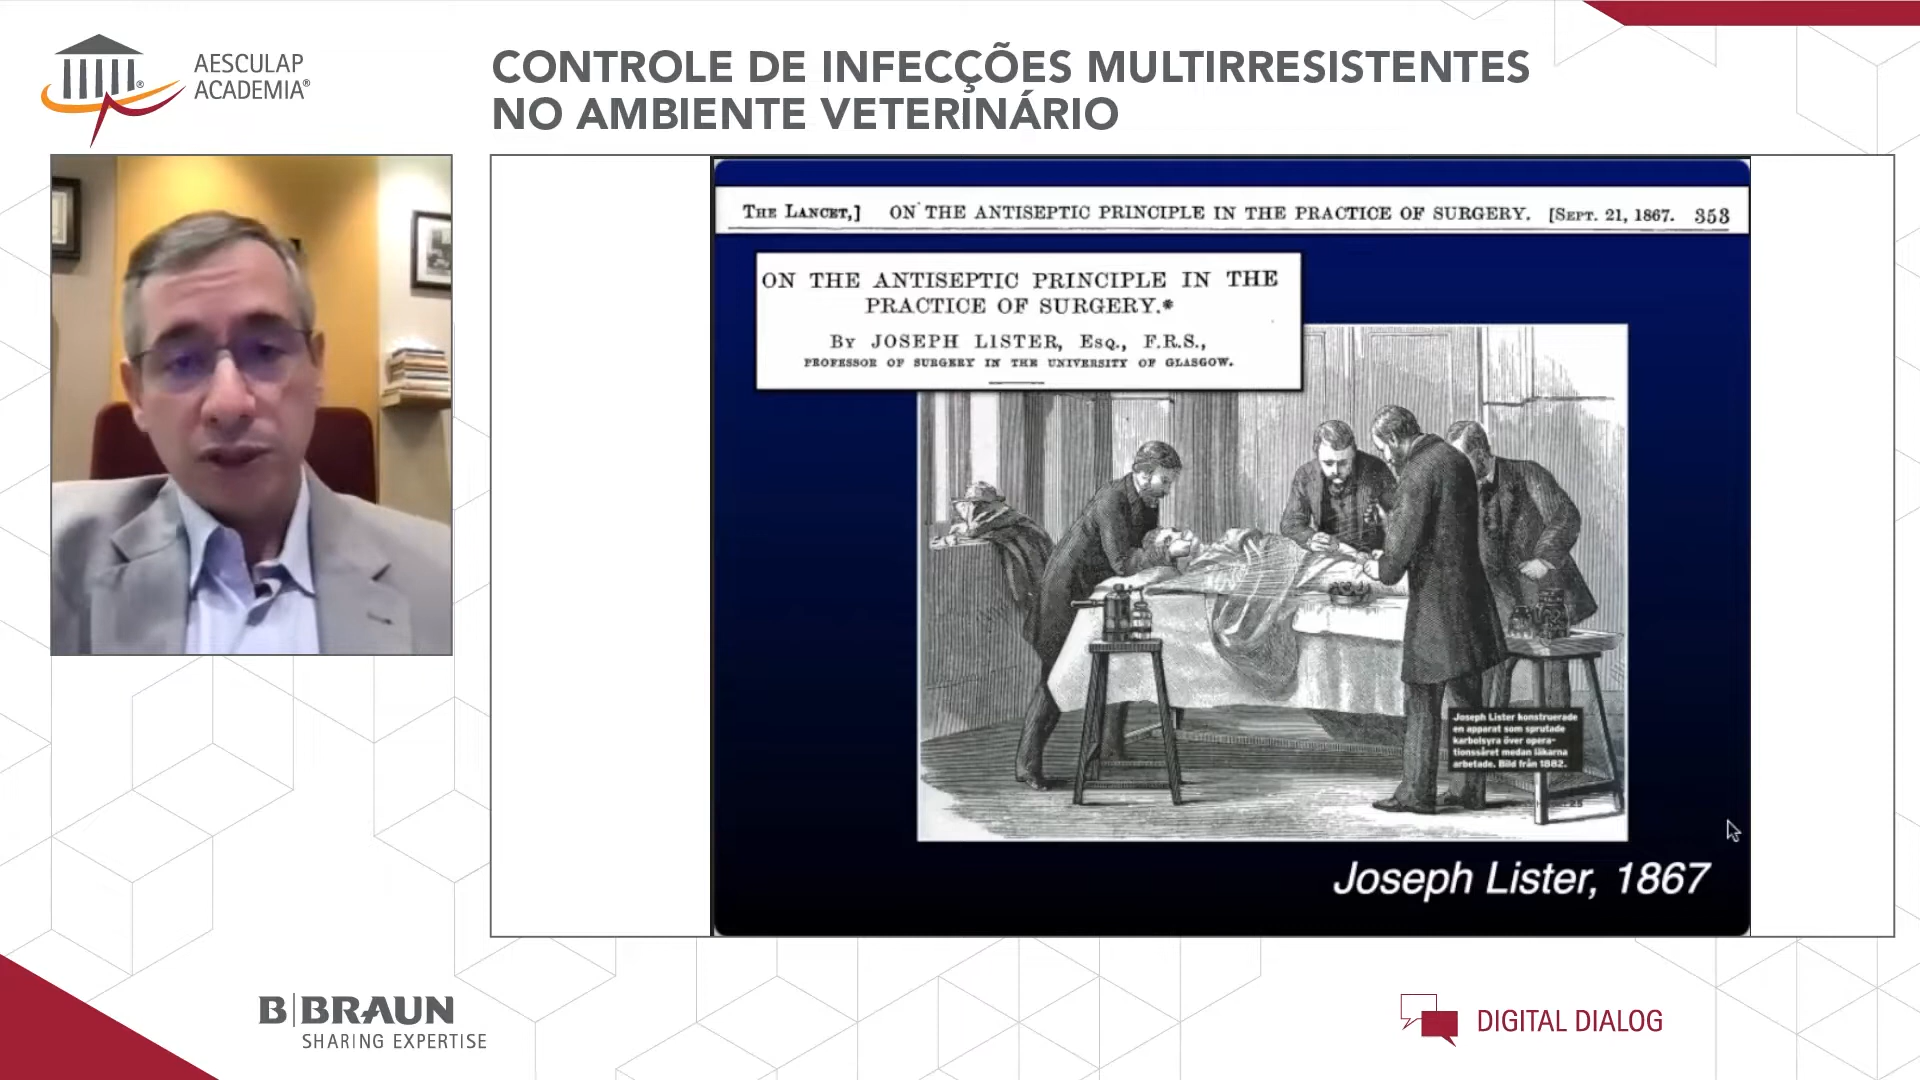 AESCULAP
ACADEMIA®
CONTROLE DE INFECÇÕES MULTIRRESISTENTES
NO AMBIENTE VETERINÁRIO
THE LANCET,] ON THE ANTISEPTIC PRINCIPLE IN THE PRACTICE OF SURGERY. [SEPT. 21, 1867. 353
ON THE ANTISEPTIC PRINCIPLE IN THE
PRACTICE OF SURGERY.*
BY JOSEPH LISTER, ESQ., F.R.S.,
PROFESSOR OF SURGERY IN THE UNIVERSITY OF GLASGOW.
Joseph Lister konstruerade
en apparat som sprutade
karbolsyra över opera-
tionssåret medan läkarna
arbetade. Bild från 1882.
25
Joseph Lister, 1867
B|BRAUN
SHARING EXPERTISE
DIGITAL DIALOG